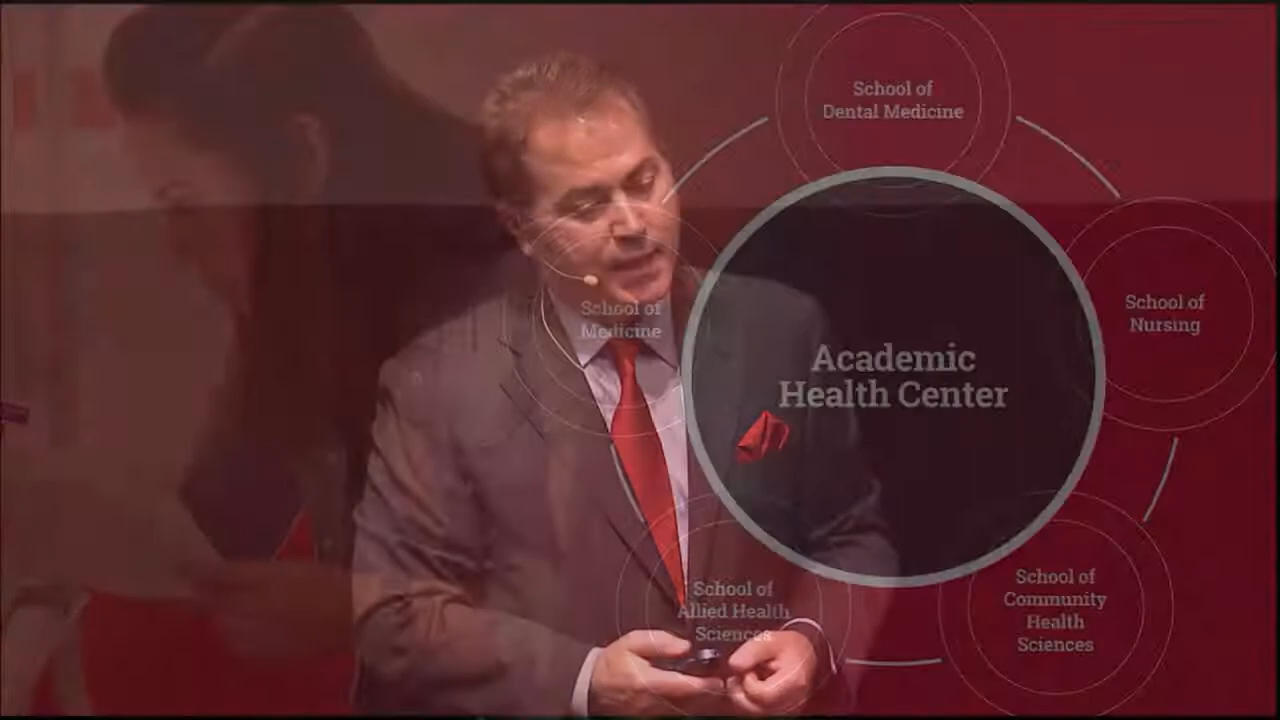 School of
Dental Medicine
School of
Nursing
School of
Medicine
Academic
Health Center
School of
Allied Health
Sciences
School of
Community
Health
Sciences